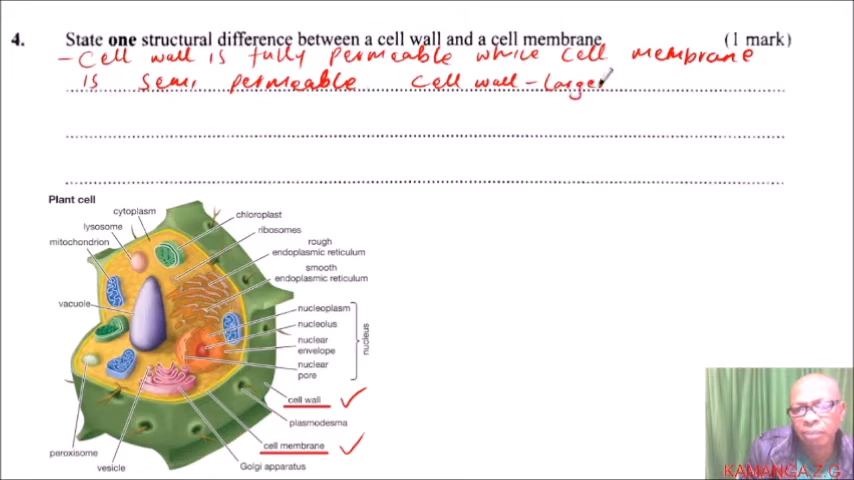 4. State one structural difference between a cell wall and a cell membrane (1 mark)
- Cell wall is fully permeable while cell membrane
is semi permeable cell wall - larger
Plant cell
cytoplasm
chloroplast
lysosome
ribosomes
mitochondrion
rough
endoplasmic reticulum
smooth
endoplasmic reticulum
vacuole
nucleoplasm
nucleolus
nuclear
envelope
nuclear
pore
nucleus
cell wall
plasmodesma
cell membrane
peroxisome
vesicle
Golgi apparatus
KAMANGA.Z.G